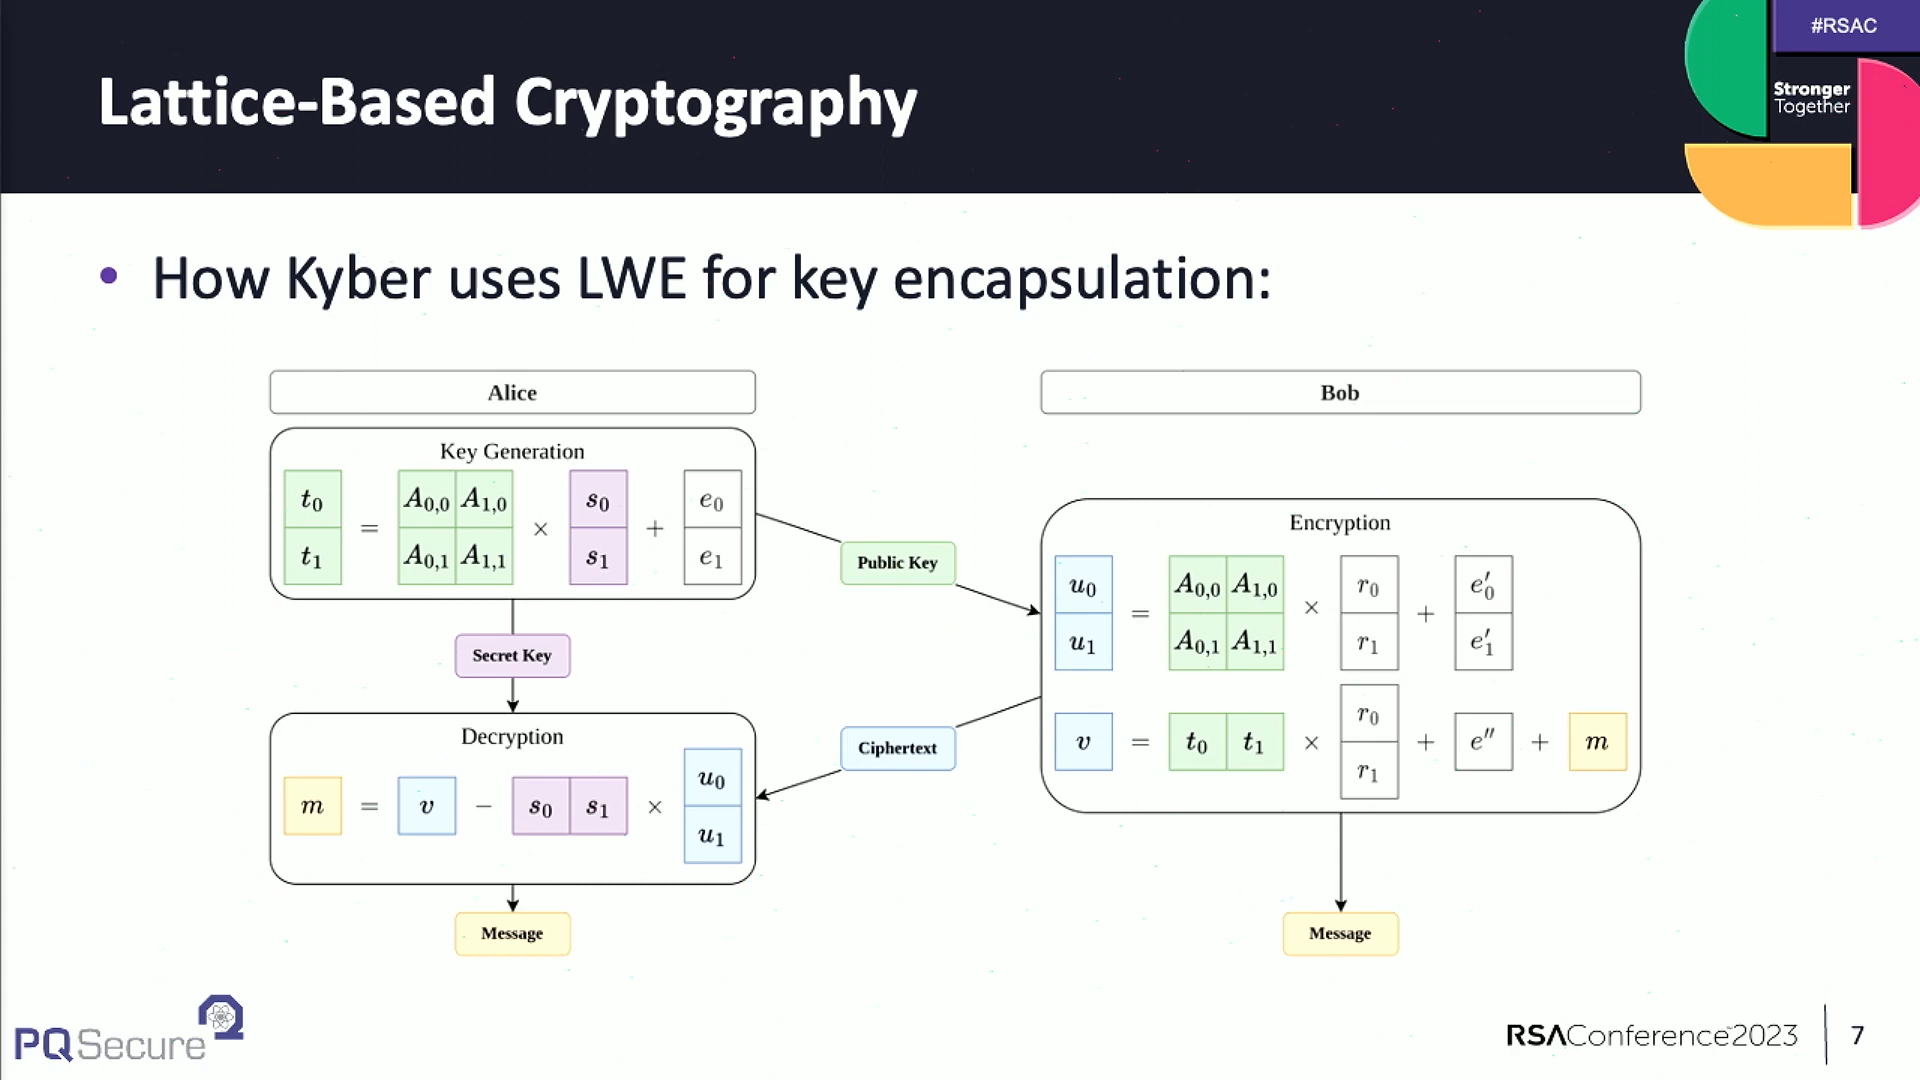 #RSAC
Stronger
Together
Lattice-Based Cryptography
• How Kyber uses LWE for key encapsulation:
Alice
Key Generation
t₀ = A₀,₀ A₁,₀ × s₀ + e₀
t₁ A₀,₁ A₁,₁ s₁ e₁
Secret Key
Decryption
m = v − s₀ s₁ × u₀
u₁
Message
Public Key
Ciphertext
Bob
Encryption
u₀ = A₀,₀ A₁,₀ × r₀ + e′₀
u₁ A₀,₁ A₁,₁ r₁ e′₁
v = t₀ t₁ × r₀ + e″ + m
r₁
Message
PQSecure
RSAConference2023
7